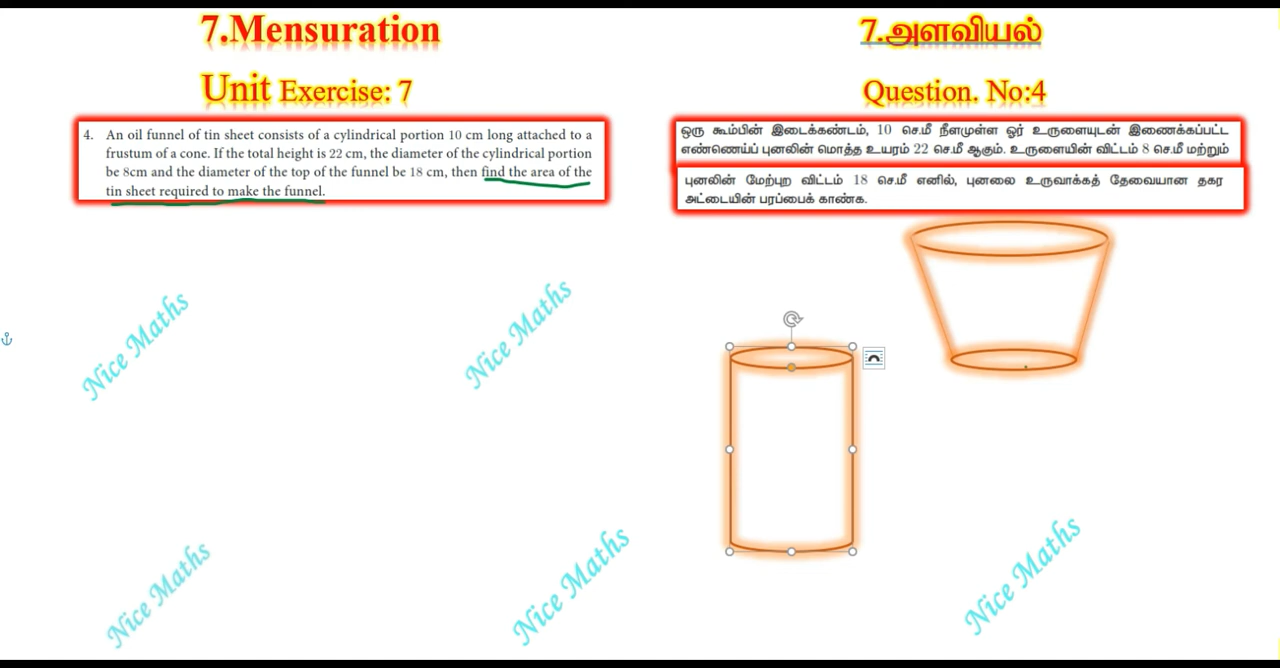 7.Mensuration
Unit Exercise: 7
4. An oil funnel of tin sheet consists of a cylindrical portion 10 cm long attached to a
frustum of a cone. If the total height is 22 cm, the diameter of the cylindrical portion
be 8cm and the diameter of the top of the funnel be 18 cm, then find the area of the
tin sheet required to make the funnel.
7.அளவியல்
Question. No:4
ஒரு கூம்பின் இடைக்கண்டம், 10 செ.மீ நீளமுள்ள ஓர் உருளையுடன் இணைக்கப்பட்ட
எண்ணெய்ப் புனலின் மொத்த உயரம் 22 செ.மீ ஆகும். உருளையின் விட்டம் 8 செ.மீ மற்றும்
புனலின் மேற்புற விட்டம் 18 செ.மீ எனில், புனலை உருவாக்கத் தேவையான தகர
அட்டையின் பரப்பைக் காண்க.
Nice Maths
Nice Maths
Nice Maths
Nice Maths
Nice Maths